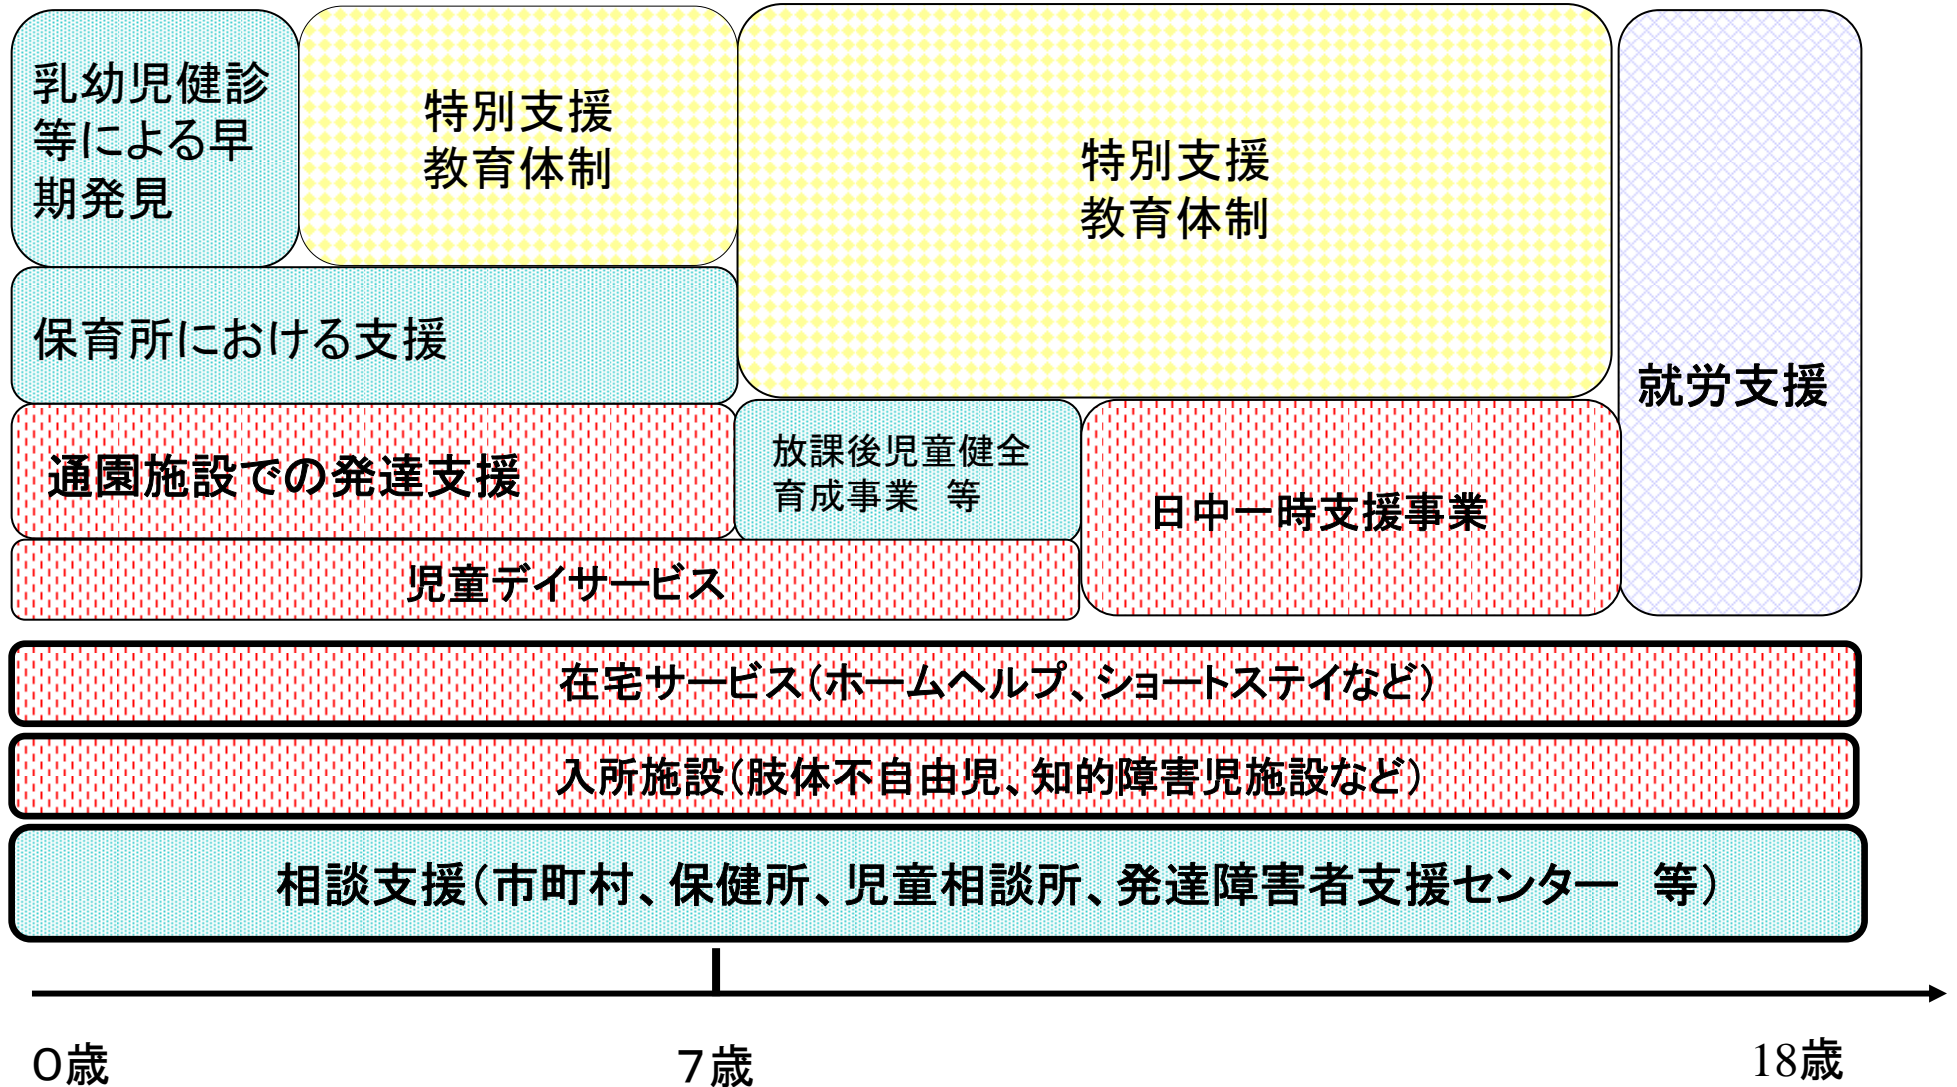 乳幼児健診
等による早
期発見
特別支援
教育体制
特別支援
教育体制
就労支援
保育所における支援
通園施設での発達支援
放課後児童健全
育成事業　等
日中一時支援事業
児童デイサービス
在宅サービス(ホームヘルプ、ショートステイなど)
入所施設(肢体不自由児、知的障害児施設など)
相談支援(市町村、保健所、児童相談所、発達障害者支援センター　等)
0歳
７歳
18歳